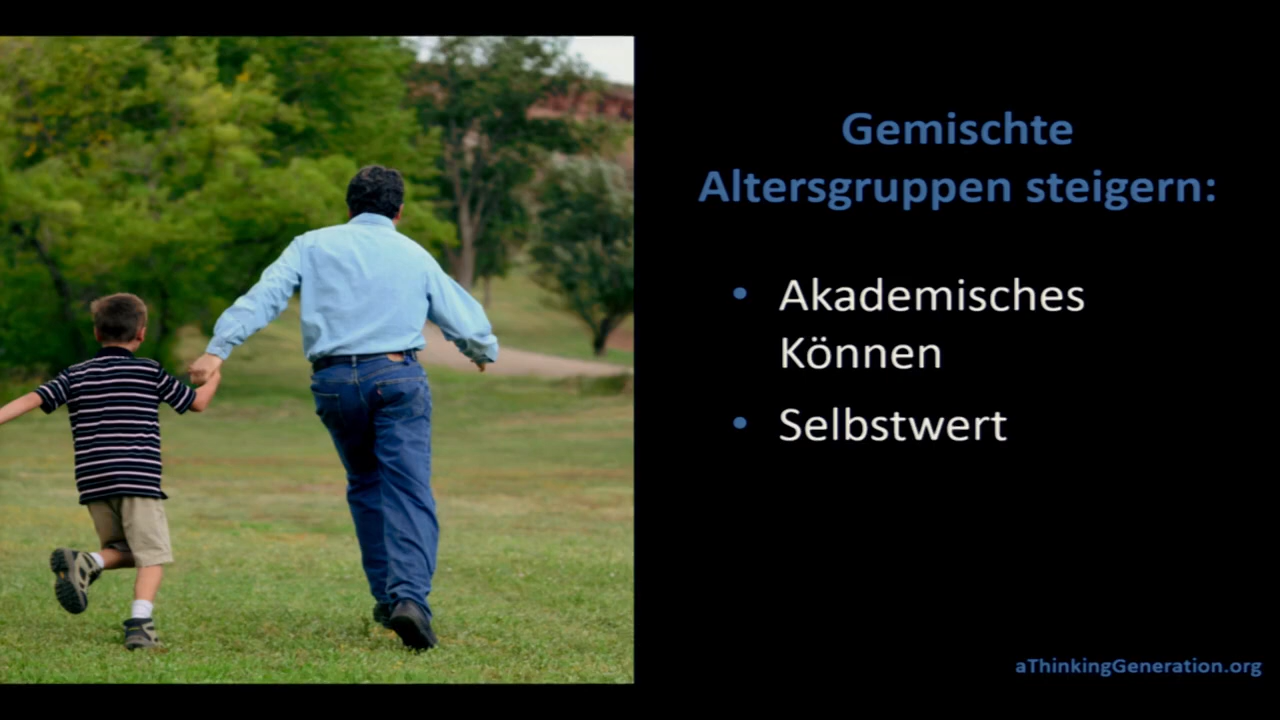 Gemischte
Altersgruppen steigern:
• Akademisches
Können
• Selbstwert
aThinkingGeneration.org